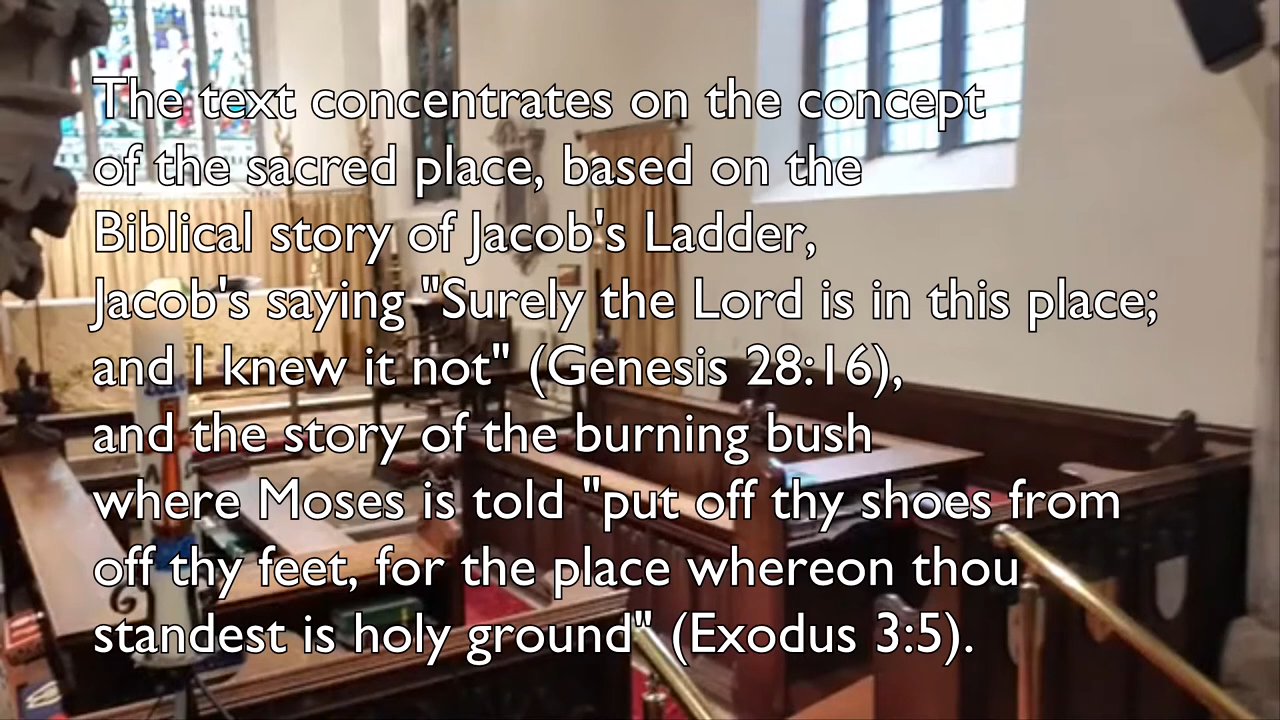 The text concentrates on the concept
of the sacred place, based on the
Biblical story of Jacob's Ladder,
Jacob's saying "Surely the Lord is in this place;
and I knew it not" (Genesis 28:16),
and the story of the burning bush
where Moses is told "put off thy shoes from
off thy feet, for the place whereon thou
standest is holy ground" (Exodus 3:5).